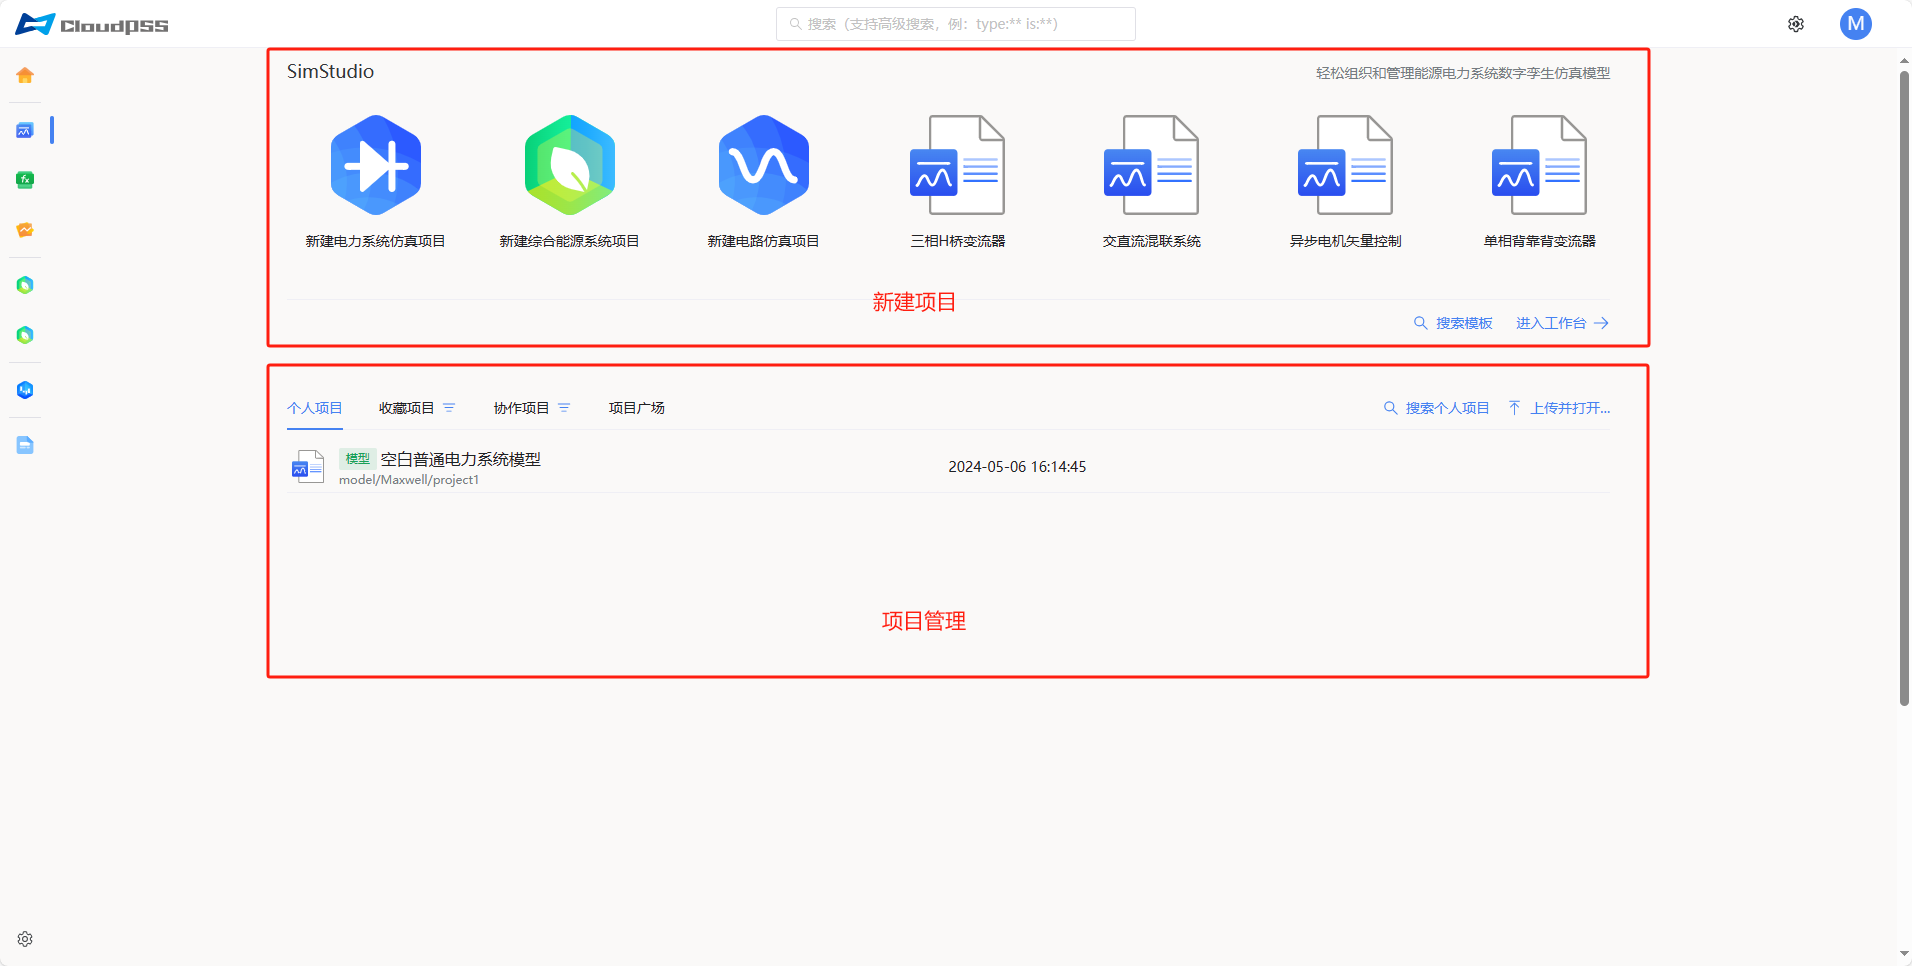 CloudPSS
搜索（支持高级搜索，例：type:** is:**）
M
SimStudio
轻松组织和管理能源电力系统数字孪生仿真模型
新建电力系统仿真项目
新建综合能源系统项目
新建电路仿真项目
三相H桥变流器
交直流混联系统
异步电机矢量控制
单相背靠背变流器
新建项目
搜索模板
进入工作台
个人项目
收藏项目
协作项目
项目广场
搜索个人项目
上传并打开...
模型 空白普通电力系统模型
model/Maxwell/project1
2024-05-06 16:14:45
项目管理
fx